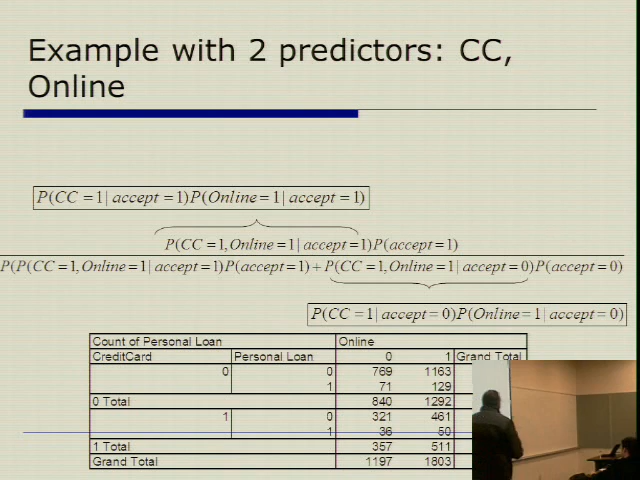 Example with 2 predictors: CC,
Online
P(CC = 1 | accept = 1)P(Online = 1 | accept = 1)
P(CC = 1, Online = 1 | accept = 1)P(accept = 1)
P(P(CC = 1, Online = 1 | accept = 1)P(accept = 1) + P(CC = 1, Online = 1 | accept = 0)P(accept = 0)
P(CC = 1 | accept = 0)P(Online = 1 | accept = 0)
Count of Personal Loan Online
CreditCard Personal Loan 0 1 Grand Total
0 0 769 1163
1 71 129
0 Total 840 1292
1 0 321 461
1 36 50
1 Total 357 511
Grand Total 1197 1803